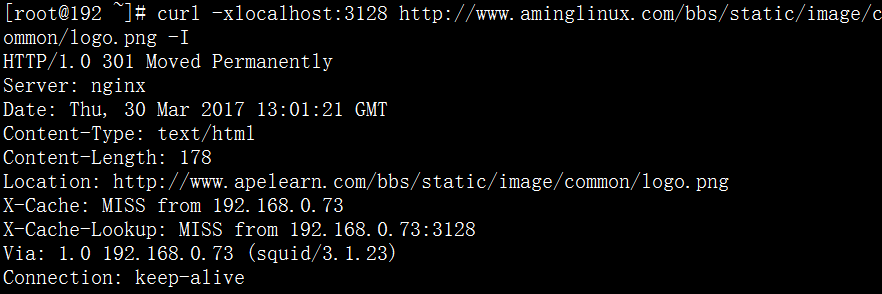 [root@192 ~]# curl -xlocalhost:3128 http://www.aminglinux.com/bbs/static/image/c
ommon/logo.png -I
HTTP/1.0 301 Moved Permanently
Server: nginx
Date: Thu, 30 Mar 2017 13:01:21 GMT
Content-Type: text/html
Content-Length: 178
Location: http://www.apelearn.com/bbs/static/image/common/logo.png
X-Cache: MISS from 192.168.0.73
X-Cache-Lookup: MISS from 192.168.0.73:3128
Via: 1.0 192.168.0.73 (squid/3.1.23)
Connection: keep-alive